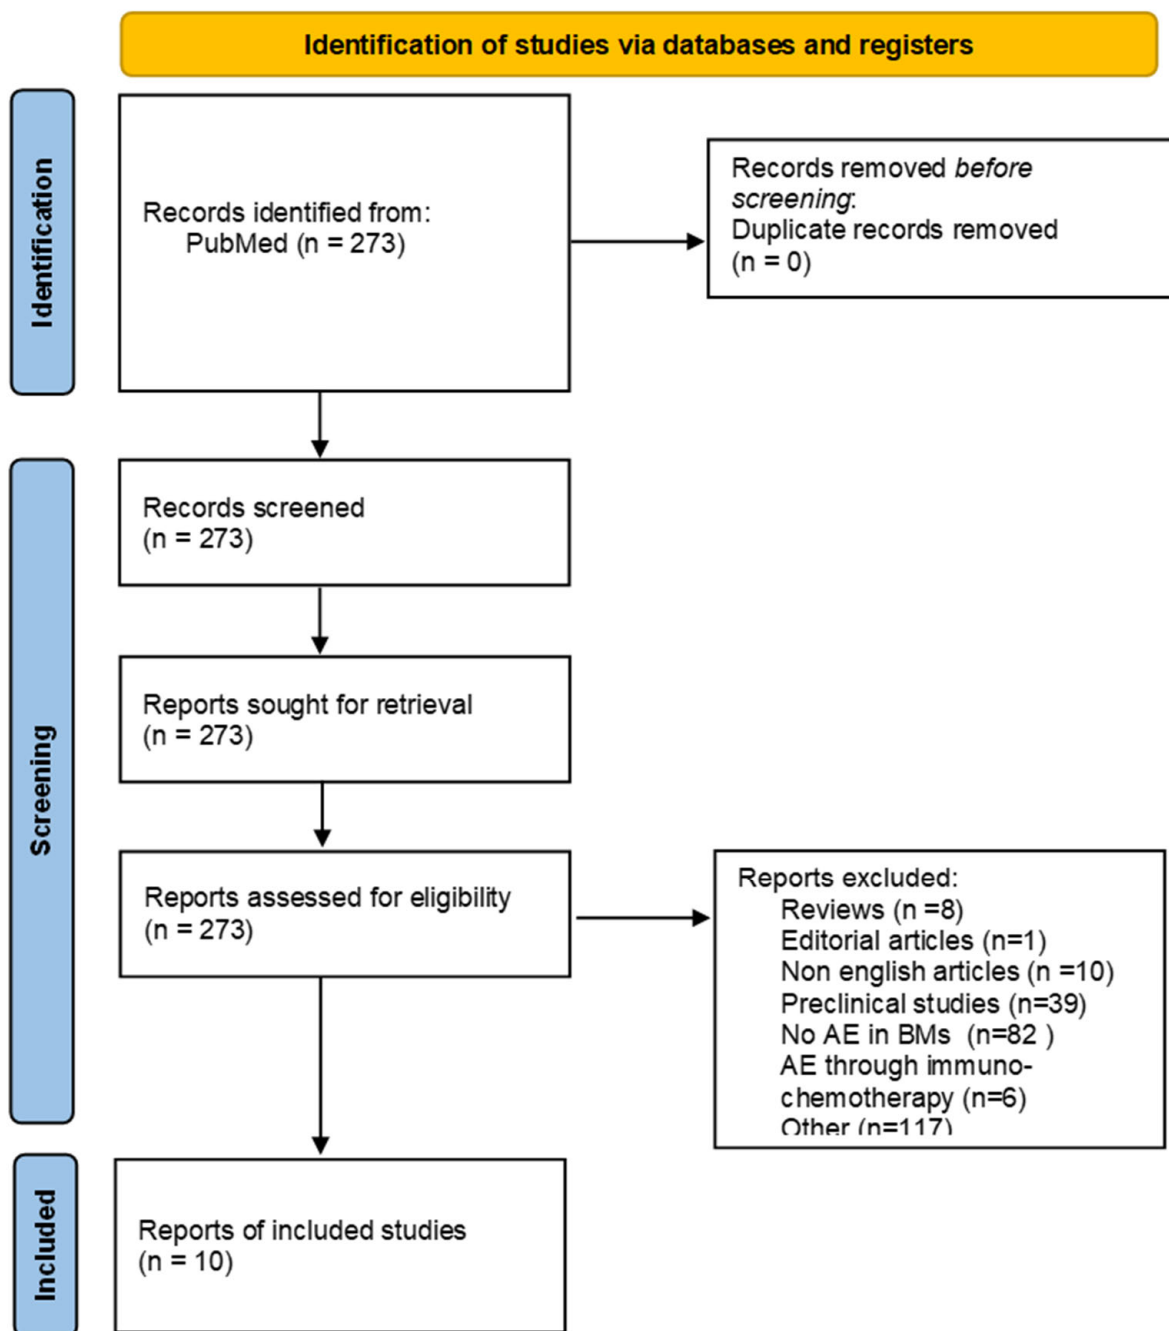 Identification of studies via databases and registers
Identification
Records identified from:
PubMed (n = 273)
Records removed before
screening:
Duplicate records removed
(n = 0)
Screening
Records screened
(n = 273)
Reports sought for retrieval
(n = 273)
Reports assessed for eligibility
(n = 273)
Reports excluded:
Reviews (n =8)
Editorial articles (n=1)
Non english articles (n =10)
Preclinical studies (n=39)
No AE in BMs  (n=82 )
AE through immuno-
chemotherapy (n=6)
Other (n=117)
Included
Reports of included studies
(n = 10)